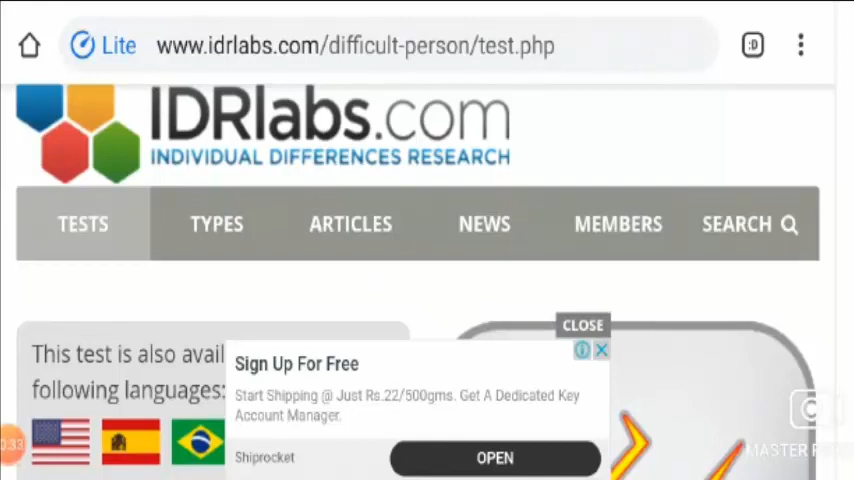 Lite www.idrlabs.com/difficult-person/test.php :D
IDRlabs.com
INDIVIDUAL DIFFERENCES RESEARCH
TESTS TYPES ARTICLES NEWS MEMBERS SEARCH
CLOSE
This test is also avail
following languages:
Sign Up For Free
Start Shipping @ Just Rs.22/500gms. Get A Dedicated Key
Account Manager.
Shiprocket OPEN
MASTER